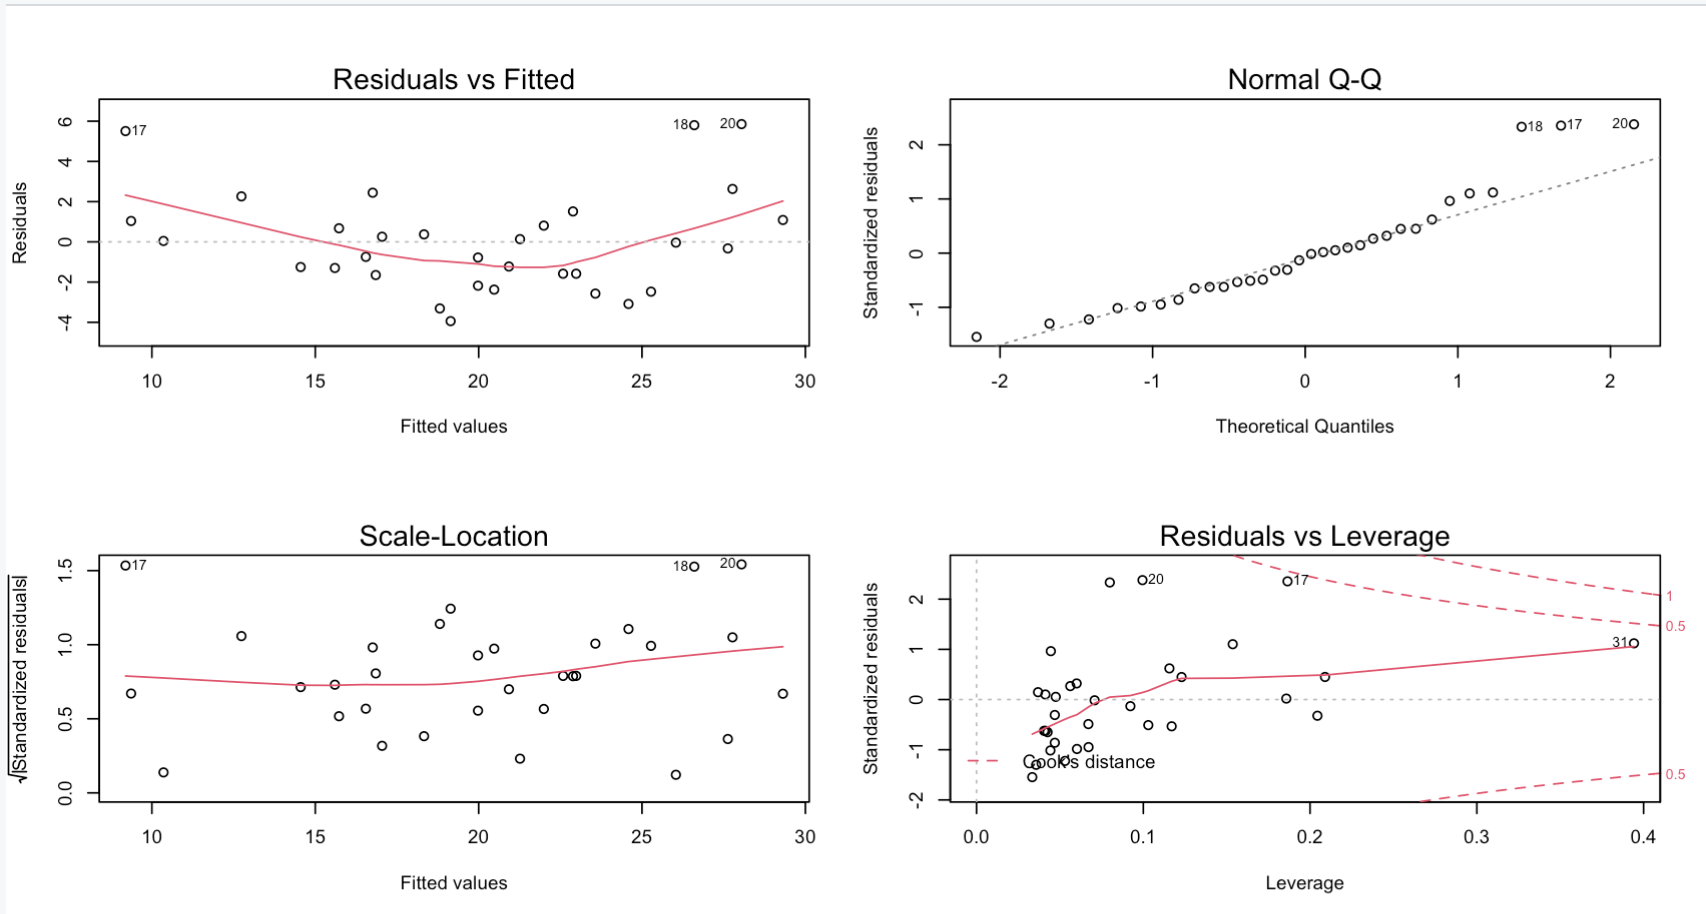 Residuals vs Fitted
Residuals
6
4
2
0
-2
-4
17
18
20
10 15 20 25 30
Fitted values
Normal Q-Q
Standardized residuals
2
1
0
-1
18 17 20
-2 -1 0 1 2
Theoretical Quantiles
Scale-Location
√|Standardized residuals|
1.5
1.0
0.5
0.0
17
18
20
10 15 20 25 30
Fitted values
Residuals vs Leverage
Standardized residuals
2
1
0
-1
-2
20
17
31
1
0.5
0.5
Cook's distance
0.0 0.1 0.2 0.3 0.4
Leverage